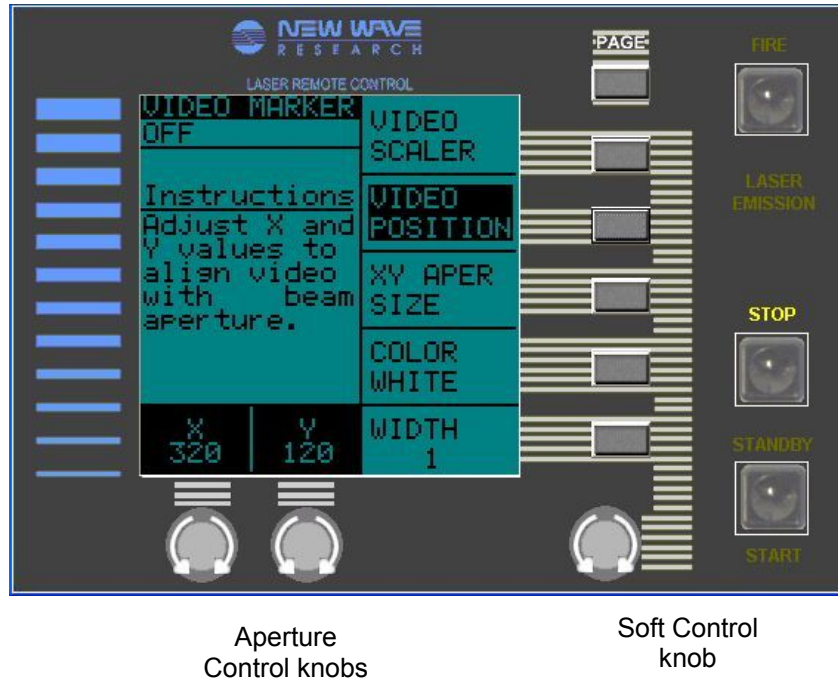 NEW WAVE
RESEARCH
LASER REMOTE CONTROL
PAGE
FIRE
VIDEO MARKER
OFF
Instructions
Adjust X and
Y values to
align video
with beam
aperture.
X
320
Y
120
VIDEO
SCALER
VIDEO
POSITION
XY APER
SIZE
COLOR
WHITE
WIDTH
1
LASER
EMISSION
STOP
STANDBY
START
Aperture
Control knobs
Soft Control
knob